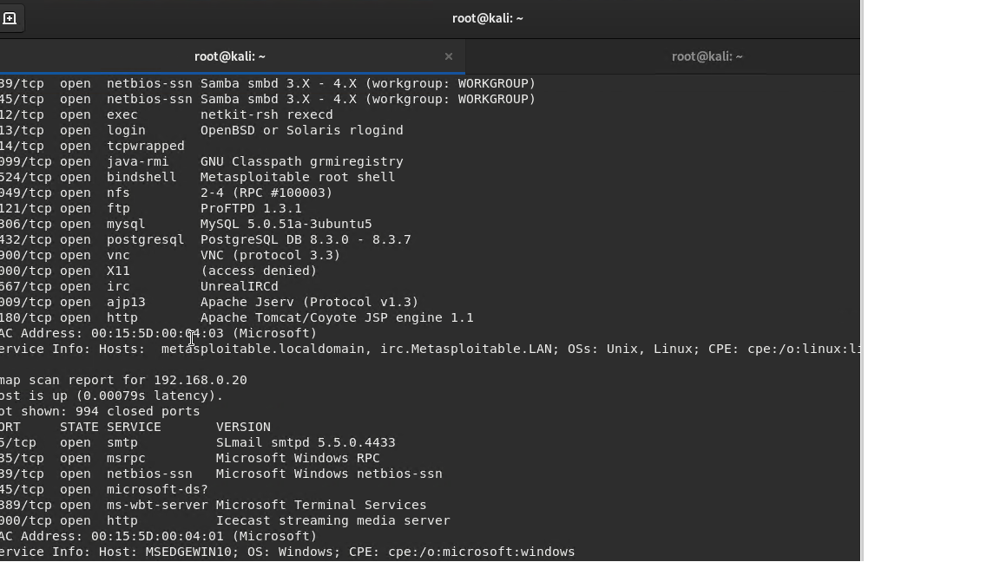 root@kali: ~
root@kali: ~ × root@kali: ~
39/tcp open netbios-ssn Samba smbd 3.X - 4.X (workgroup: WORKGROUP)
45/tcp open netbios-ssn Samba smbd 3.X - 4.X (workgroup: WORKGROUP)
12/tcp open exec netkit-rsh rexecd
13/tcp open login OpenBSD or Solaris rlogind
14/tcp open tcpwrapped
099/tcp open java-rmi GNU Classpath grmiregistry
524/tcp open bindshell Metasploitable root shell
049/tcp open nfs 2-4 (RPC #100003)
121/tcp open ftp ProFTPD 1.3.1
306/tcp open mysql MySQL 5.0.51a-3ubuntu5
432/tcp open postgresql PostgreSQL DB 8.3.0 - 8.3.7
900/tcp open vnc VNC (protocol 3.3)
000/tcp open X11 (access denied)
667/tcp open irc UnrealIRCd
009/tcp open ajp13 Apache Jserv (Protocol v1.3)
180/tcp open http Apache Tomcat/Coyote JSP engine 1.1
AC Address: 00:15:5D:00:04:03 (Microsoft)
ervice Info: Hosts: metasploitable.localdomain, irc.Metasploitable.LAN; OSs: Unix, Linux; CPE: cpe:/o:linux:li
map scan report for 192.168.0.20
ost is up (0.00079s latency).
ot shown: 994 closed ports
ORT STATE SERVICE VERSION
5/tcp open smtp SLmail smtpd 5.5.0.4433
35/tcp open msrpc Microsoft Windows RPC
39/tcp open netbios-ssn Microsoft Windows netbios-ssn
45/tcp open microsoft-ds?
389/tcp open ms-wbt-server Microsoft Terminal Services
000/tcp open http Icecast streaming media server
AC Address: 00:15:5D:00:04:01 (Microsoft)
ervice Info: Host: MSEDGEWIN10; OS: Windows; CPE: cpe:/o:microsoft:windows